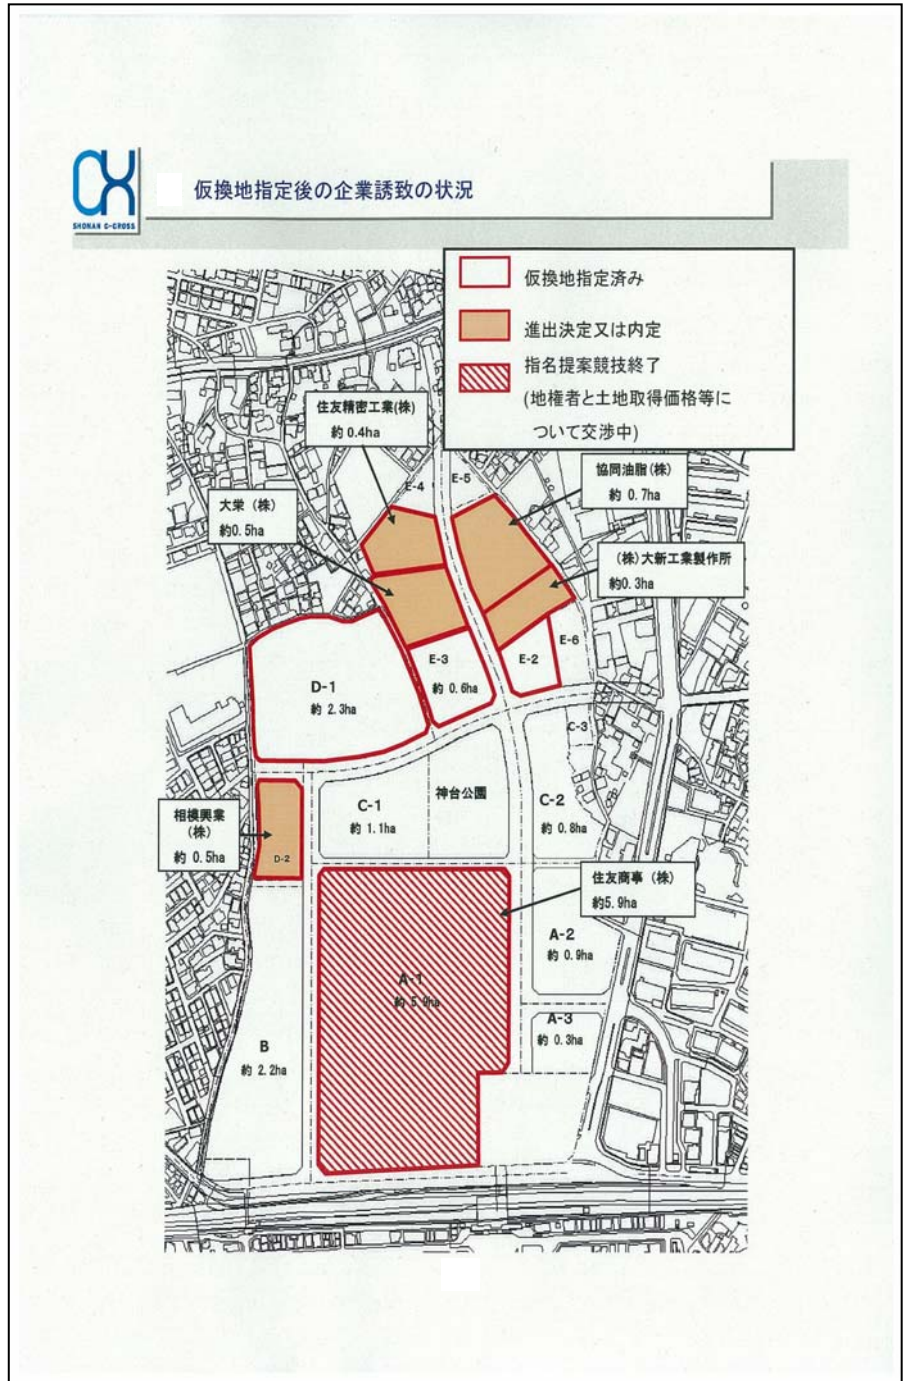 SHONAN C-CROSS
仮換地指定後の企業誘致の状況
仮換地指定済み
進出決定又は内定
指名提案競技終了
(地権者と土地取得価格等に
ついて交渉中)
住友精密工業(株)
約 0.4ha
E-4
E-5
協同油脂(株)
約 0.7ha
大栄 (株)
約0.5ha
(株)大新工業製作所
約0.3ha
E-6
E-3
約 0.6ha
E-2
D-1
約 2.3ha
C-3
神台公園
C-1
約 1.1ha
C-2
約 0.8ha
相模興業
(株)
約 0.5ha
D-2
住友商事 (株)
約5.9ha
A-2
約 0.9ha
A-1
約 5.9ha
A-3
約 0.3ha
B
約 2.2ha